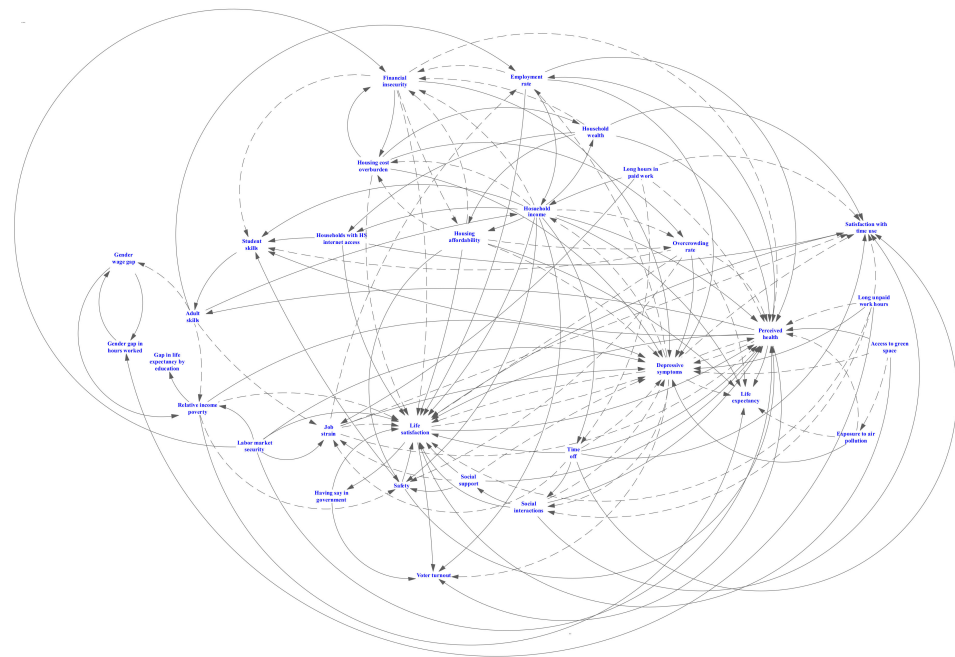 Financial
insecurity
Employment
rate
Household
wealth
Housing cost
overburden
Long hours in
paid work
Household
income
Satisfaction with
time use
Student
skills
Households with HS
internet access
Housing
affordability
Overcrowding
rate
Gender
wage gap
Long unpaid
work hours
Adult
skills
Perceived
health
Gender gap in
hours worked
Access to green
space
Gap in life
expectancy by
education
Depressive
symptoms
Life
expectancy
Relative income
poverty
Job
strain
Life
satisfaction
Labor market
security
Exposure to air
pollution
Time
off
Social
support
Safety
Having say in
government
Social
interactions
Voter turnout